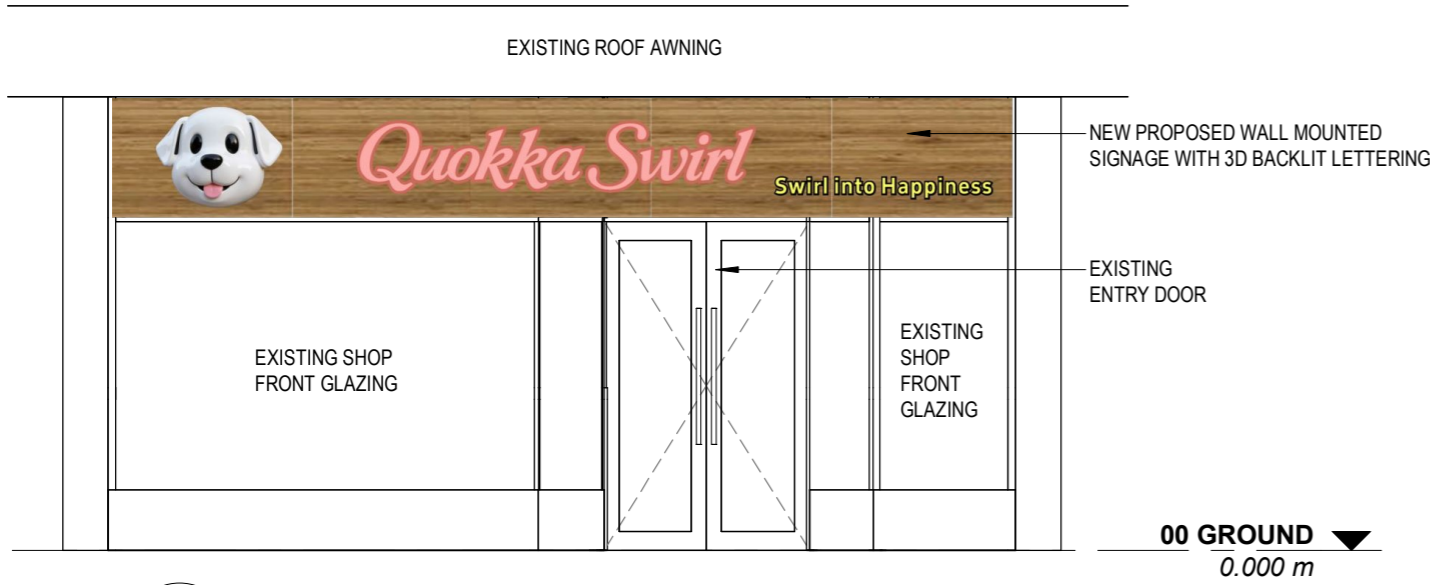 EXISTING ROOF AWNING
Quokka Swirl
Swirl into Happiness
NEW PROPOSED WALL MOUNTED
SIGNAGE WITH 3D BACKLIT LETTERING
EXISTING
ENTRY DOOR
EXISTING SHOP
FRONT GLAZING
EXISTING
SHOP
FRONT
GLAZING
00 GROUND
0.000 m